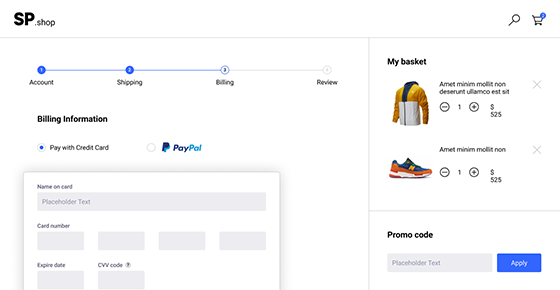 SP.shop
2
1
2
3
4
Account
Shipping
Billing
Review
Billing Information
Pay with Credit Card
PayPal
Name on card
Placeholder Text
Card number
Expire date
CVV code ?
My basket
Amet minim mollit non
deserunt ullamco est sit
1
$
525
Amet minim mollit non
1
$
525
Promo code
Placeholder Text
Apply